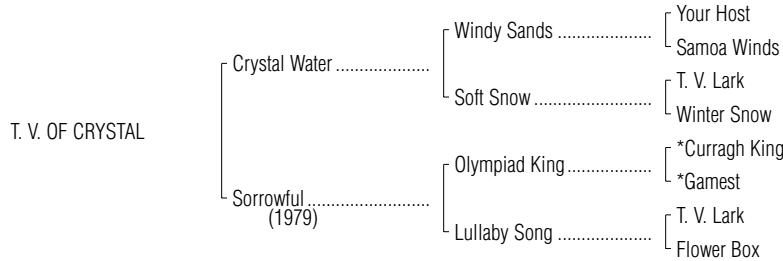 Your Host
Windy Sands
Samoa Winds
Crystal Water
T. V. Lark
Soft Snow
Winter Snow
T. V. OF CRYSTAL
*Curragh King
Olympiad King
*Gamest
Sorrowful
(1979)
T. V. Lark
Lullaby Song
Flower Box